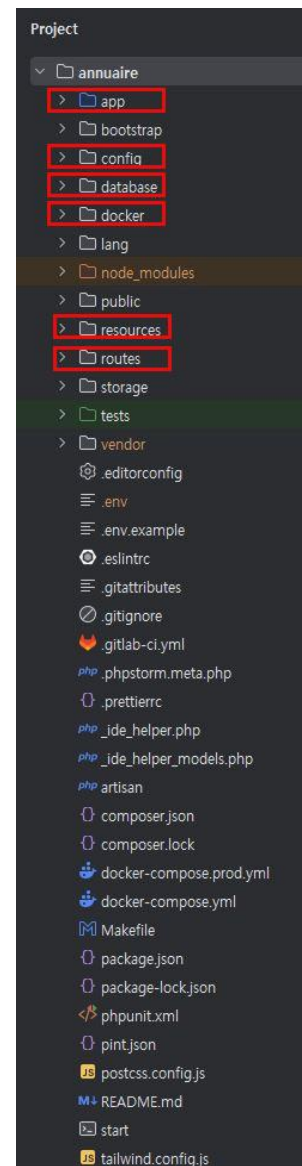 Project
annuaire
app
bootstrap
config
database
docker
lang
node_modules
public
resources
routes
storage
tests
vendor
.editorconfig
.env
.env.example
.eslintrc
.gitattributes
.gitignore
.gitlab-ci.yml
php .phpstorm.meta.php
.prettierrc
php _ide_helper.php
php _ide_helper_models.php
php artisan
composer.json
composer.lock
docker-compose.prod.yml
docker-compose.yml
Makefile
package.json
package-lock.json
phpunit.xml
pint.json
JS postcss.config.js
M↓ README.md
start
JS tailwind.config.js